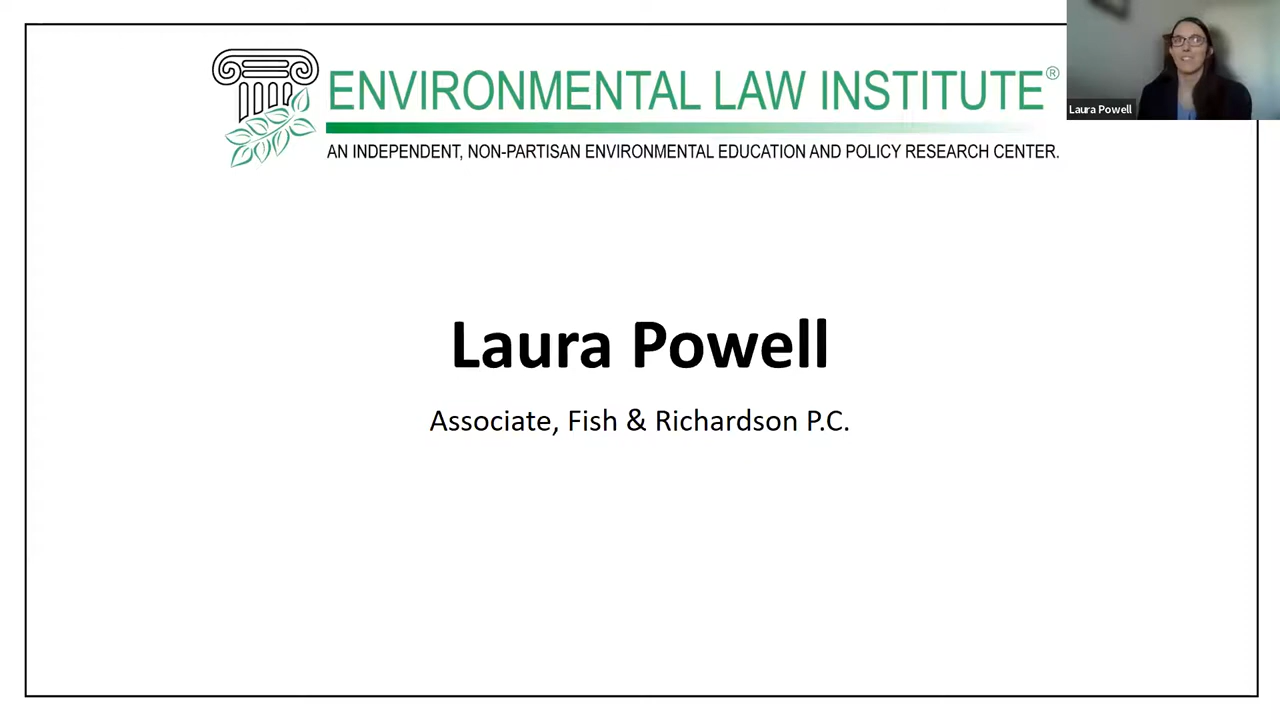 ENVIRONMENTAL LAW INSTITUTE®
AN INDEPENDENT, NON-PARTISAN ENVIRONMENTAL EDUCATION AND POLICY RESEARCH CENTER.
Laura Powell
Laura Powell
Associate, Fish & Richardson P.C.